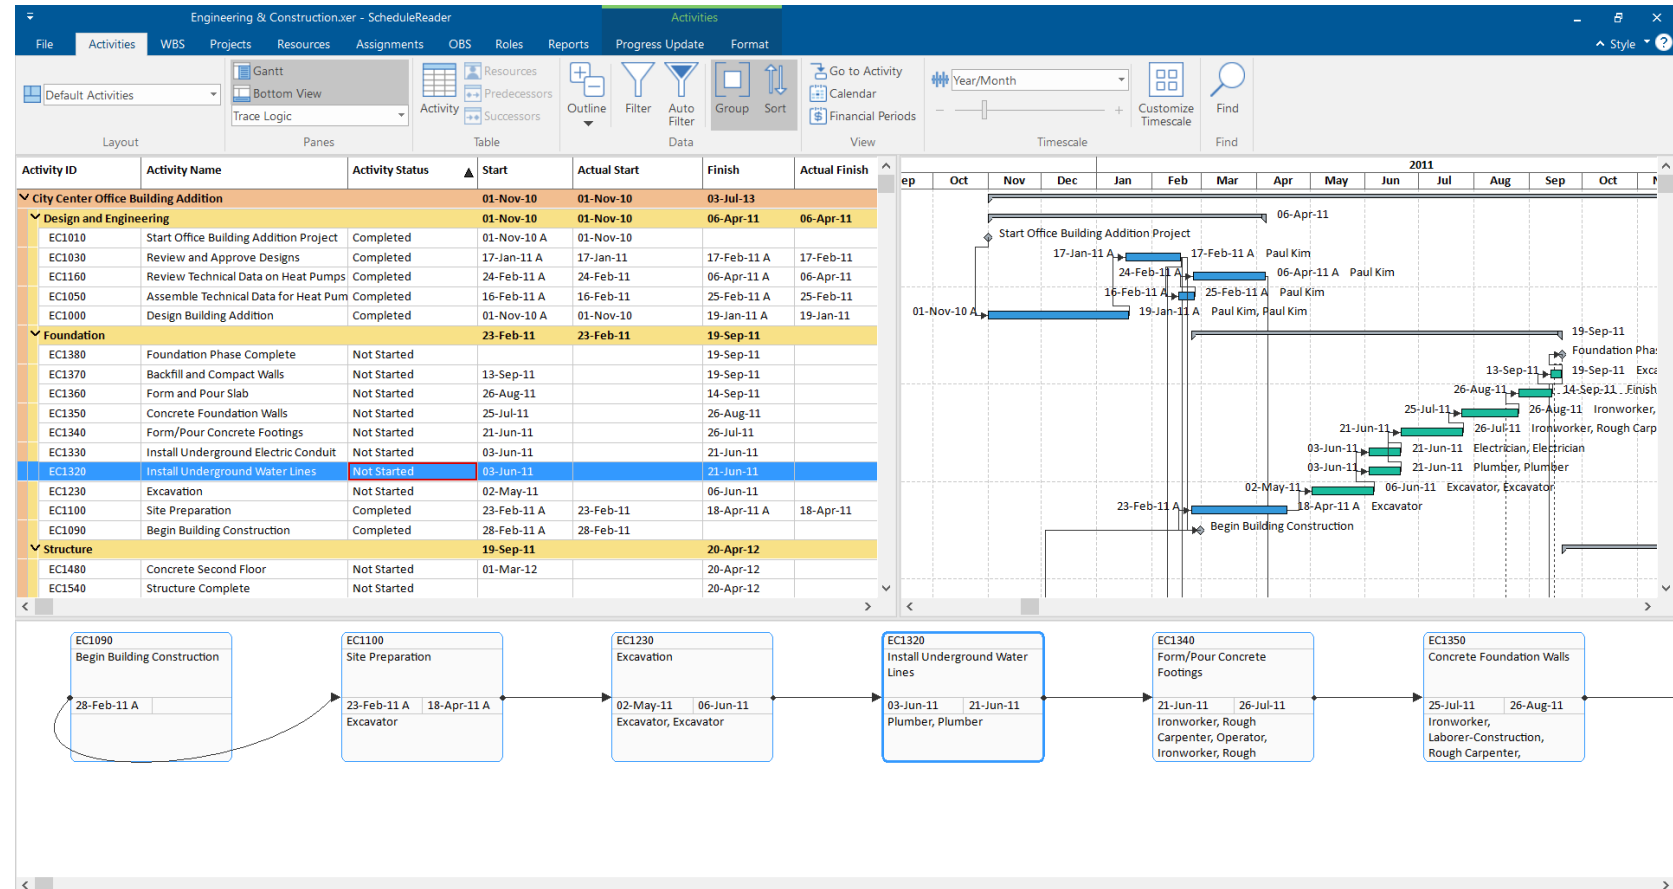 Engineering & Construction.xer - ScheduleReader
Activities
File Activities WBS Projects Resources Assignments OBS Roles Reports Progress Update Format
Style
Default Activities
Layout
Gantt
Bottom View
Trace Logic
Panes
Activity
Resources
Predecessors
Successors
Table
Outline
Filter
Auto
Filter
Group
Sort
Data
Go to Activity
Calendar
Financial Periods
View
Year/Month
Customize
Timescale
Timescale
Find
Find
Activity ID Activity Name Activity Status Start Actual Start Finish Actual Finish
City Center Office Building Addition 01-Nov-10 01-Nov-10 03-Jul-13
Design and Engineering 01-Nov-10 01-Nov-10 06-Apr-11 06-Apr-11
EC1010 Start Office Building Addition Project Completed 01-Nov-10 A 01-Nov-10
EC1030 Review and Approve Designs Completed 17-Jan-11 A 17-Jan-11 17-Feb-11 A 17-Feb-11
EC1160 Review Technical Data on Heat Pumps Completed 24-Feb-11 A 24-Feb-11 06-Apr-11 A 06-Apr-11
EC1050 Assemble Technical Data for Heat Pum Completed 16-Feb-11 A 16-Feb-11 25-Feb-11 A 25-Feb-11
EC1000 Design Building Addition Completed 01-Nov-10 A 01-Nov-10 19-Jan-11 A 19-Jan-11
Foundation 23-Feb-11 23-Feb-11 19-Sep-11
EC1380 Foundation Phase Complete Not Started 19-Sep-11
EC1370 Backfill and Compact Walls Not Started 13-Sep-11 19-Sep-11
EC1360 Form and Pour Slab Not Started 26-Aug-11 14-Sep-11
EC1350 Concrete Foundation Walls Not Started 25-Jul-11 26-Aug-11
EC1340 Form/Pour Concrete Footings Not Started 21-Jun-11 26-Jul-11
EC1330 Install Underground Electric Conduit Not Started 03-Jun-11 21-Jun-11
EC1320 Install Underground Water Lines Not Started 03-Jun-11 21-Jun-11
EC1230 Excavation Not Started 02-May-11 06-Jun-11
EC1100 Site Preparation Completed 23-Feb-11 A 23-Feb-11 18-Apr-11 A 18-Apr-11
EC1090 Begin Building Construction Completed 28-Feb-11 A 28-Feb-11
Structure 19-Sep-11 20-Apr-12
EC1480 Concrete Second Floor Not Started 01-Mar-12 20-Apr-12
EC1540 Structure Complete Not Started 20-Apr-12
2011
ep Oct Nov Dec Jan Feb Mar Apr May Jun Jul Aug Sep Oct
06-Apr-11
Start Office Building Addition Project
17-Jan-11 A 17-Feb-11 A Paul Kim
24-Feb-11 A 06-Apr-11 A Paul Kim
16-Feb-11 A 25-Feb-11 A Paul Kim
01-Nov-10 A 19-Jan-11 A Paul Kim, Paul Kim
19-Sep-11
Foundation Phas
13-Sep-11 19-Sep-11 Exca
26-Aug-11 14-Sep-11 Finish
25-Jul-11 26-Aug-11 Ironworker,
21-Jun-11 26-Jul-11 Ironworker, Rough Carp
03-Jun-11 21-Jun-11 Electrician, Electrician
03-Jun-11 21-Jun-11 Plumber, Plumber
02-May-11 06-Jun-11 Excavator, Excavator
23-Feb-11 A 18-Apr-11 A Excavator
Begin Building Construction
EC1090
Begin Building Construction
28-Feb-11 A
EC1100
Site Preparation
23-Feb-11 A 18-Apr-11 A
Excavator
EC1230
Excavation
02-May-11 06-Jun-11
Excavator, Excavator
EC1320
Install Underground Water
Lines
03-Jun-11 21-Jun-11
Plumber, Plumber
EC1340
Form/Pour Concrete
Footings
21-Jun-11 26-Jul-11
Ironworker, Rough
Carpenter, Operator,
Ironworker, Rough
EC1350
Concrete Foundation Walls
25-Jul-11 26-Aug-11
Ironworker,
Laborer-Construction,
Rough Carpenter,